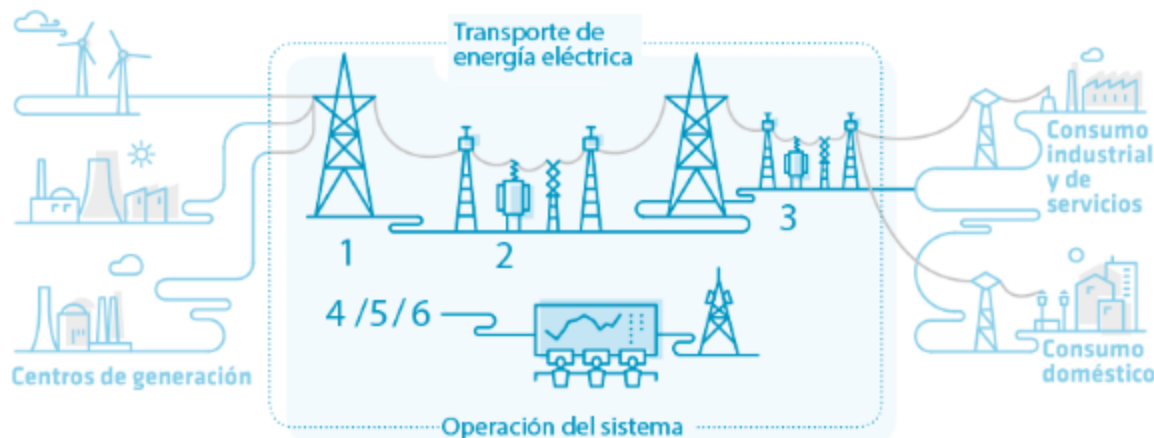 Transporte de
energía eléctrica
Consumo
industrial
y de
servicios
1
2
3
4 /5/ 6
Centros de generación
Consumo
doméstico
Operación del sistema